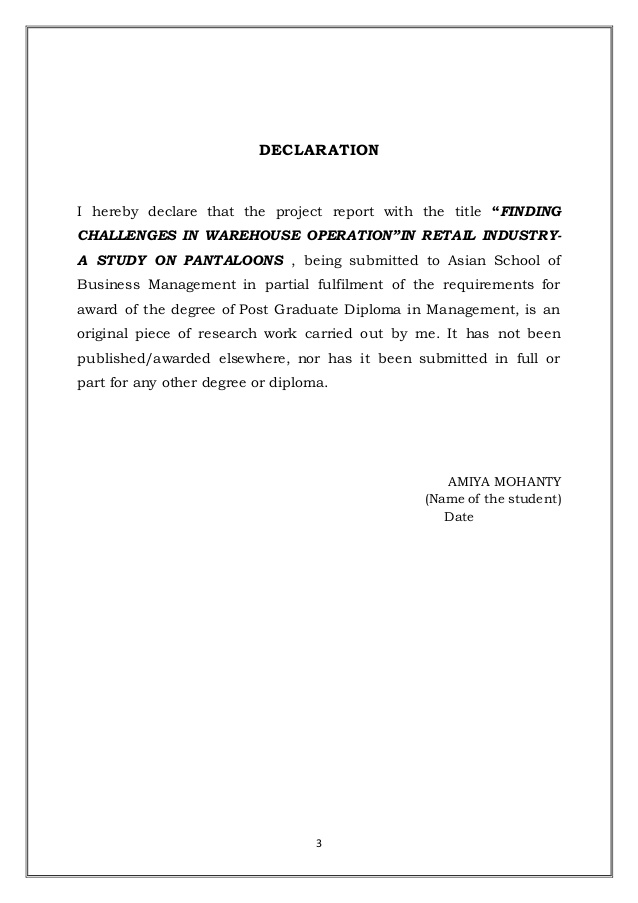 DECLARATION
I hereby declare that the project report with the title “FINDING
CHALLENGES IN WAREHOUSE OPERATION”IN RETAIL INDUSTRY-
A STUDY ON PANTALOONS , being submitted to Asian School of
Business Management in partial fulfilment of the requirements for
award of the degree of Post Graduate Diploma in Management, is an
original piece of research work carried out by me. It has not been
published/awarded elsewhere, nor has it been submitted in full or
part for any other degree or diploma.
AMIYA MOHANTY
(Name of the student)
Date
3